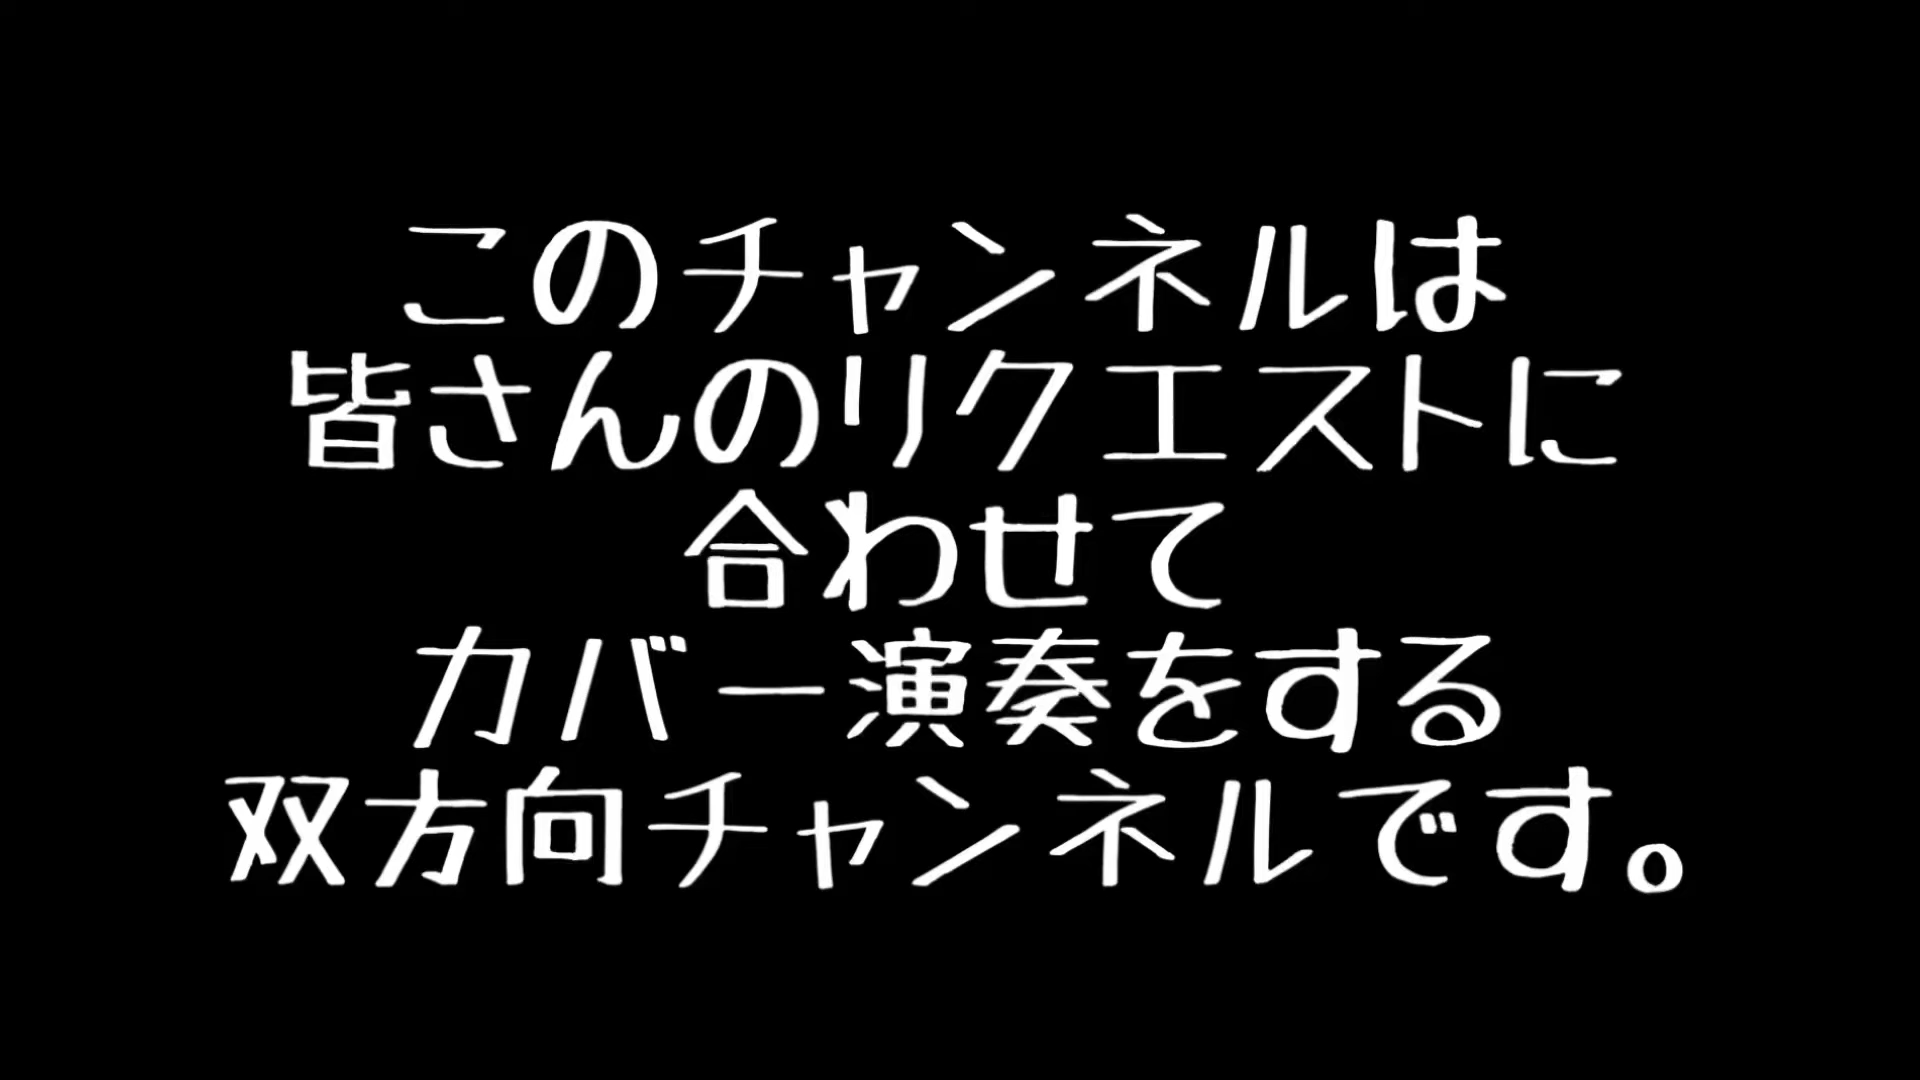 このチャンネルは
皆さんのリクエストに
合わせて
カバー演奏をする
双方向チャンネルです。